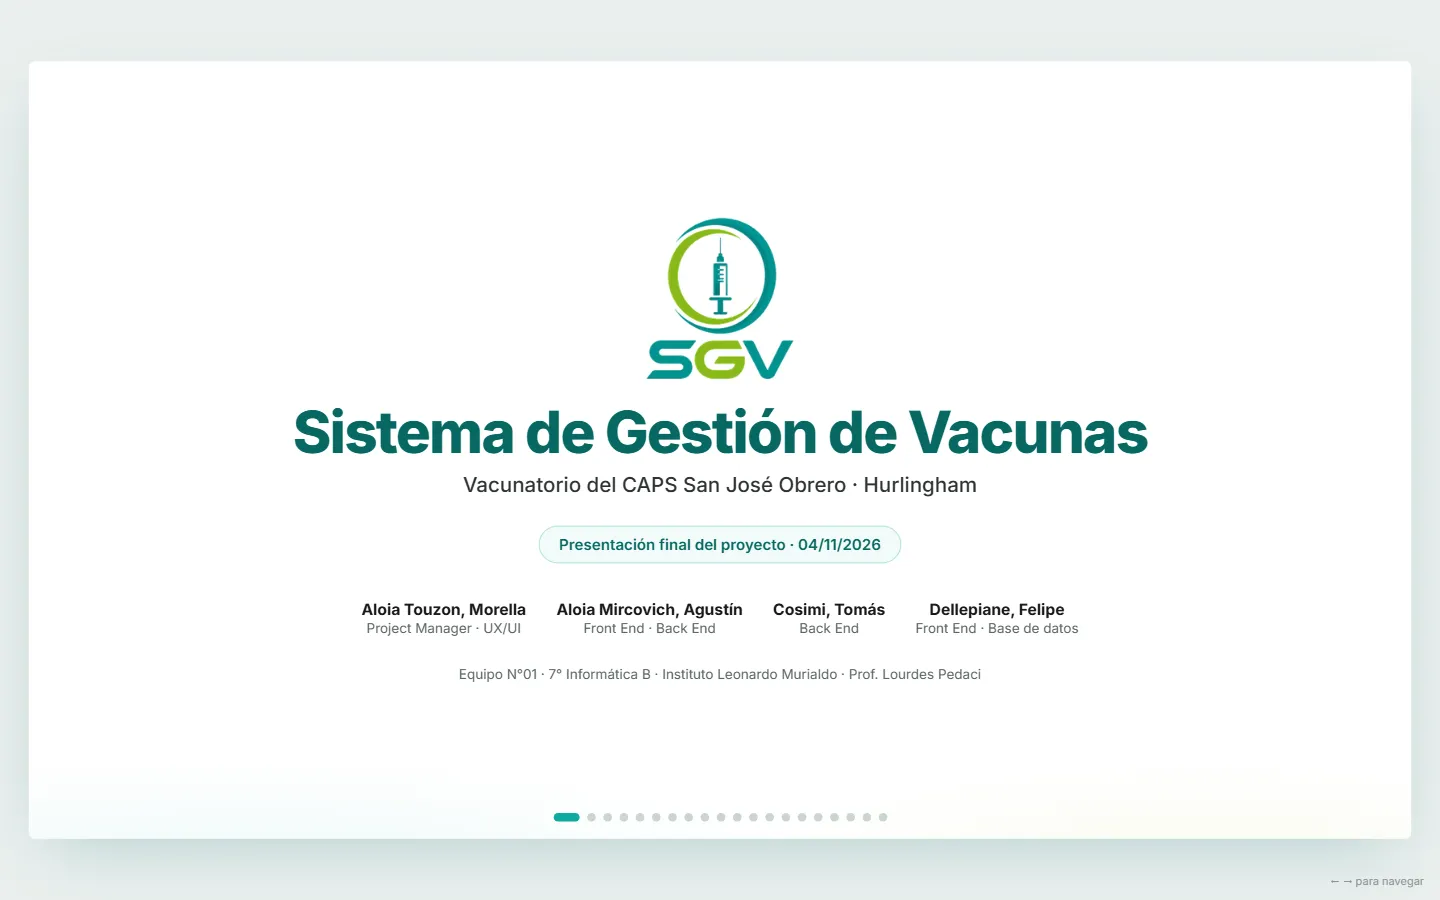 SGV
Sistema de Gestión de Vacunas
Vacunatorio del CAPS San José Obrero · Hurlingham
Presentación final del proyecto · 04/11/2026
Aloia Touzon, Morella
Project Manager · UX/UI
Aloia Mircovich, Agustín
Front End · Back End
Cosimi, Tomás
Back End
Dellepiane, Felipe
Front End · Base de datos
Equipo N°01 · 7° Informática B · Instituto Leonardo Murialdo · Prof. Lourdes Pedaci
← → para navegar